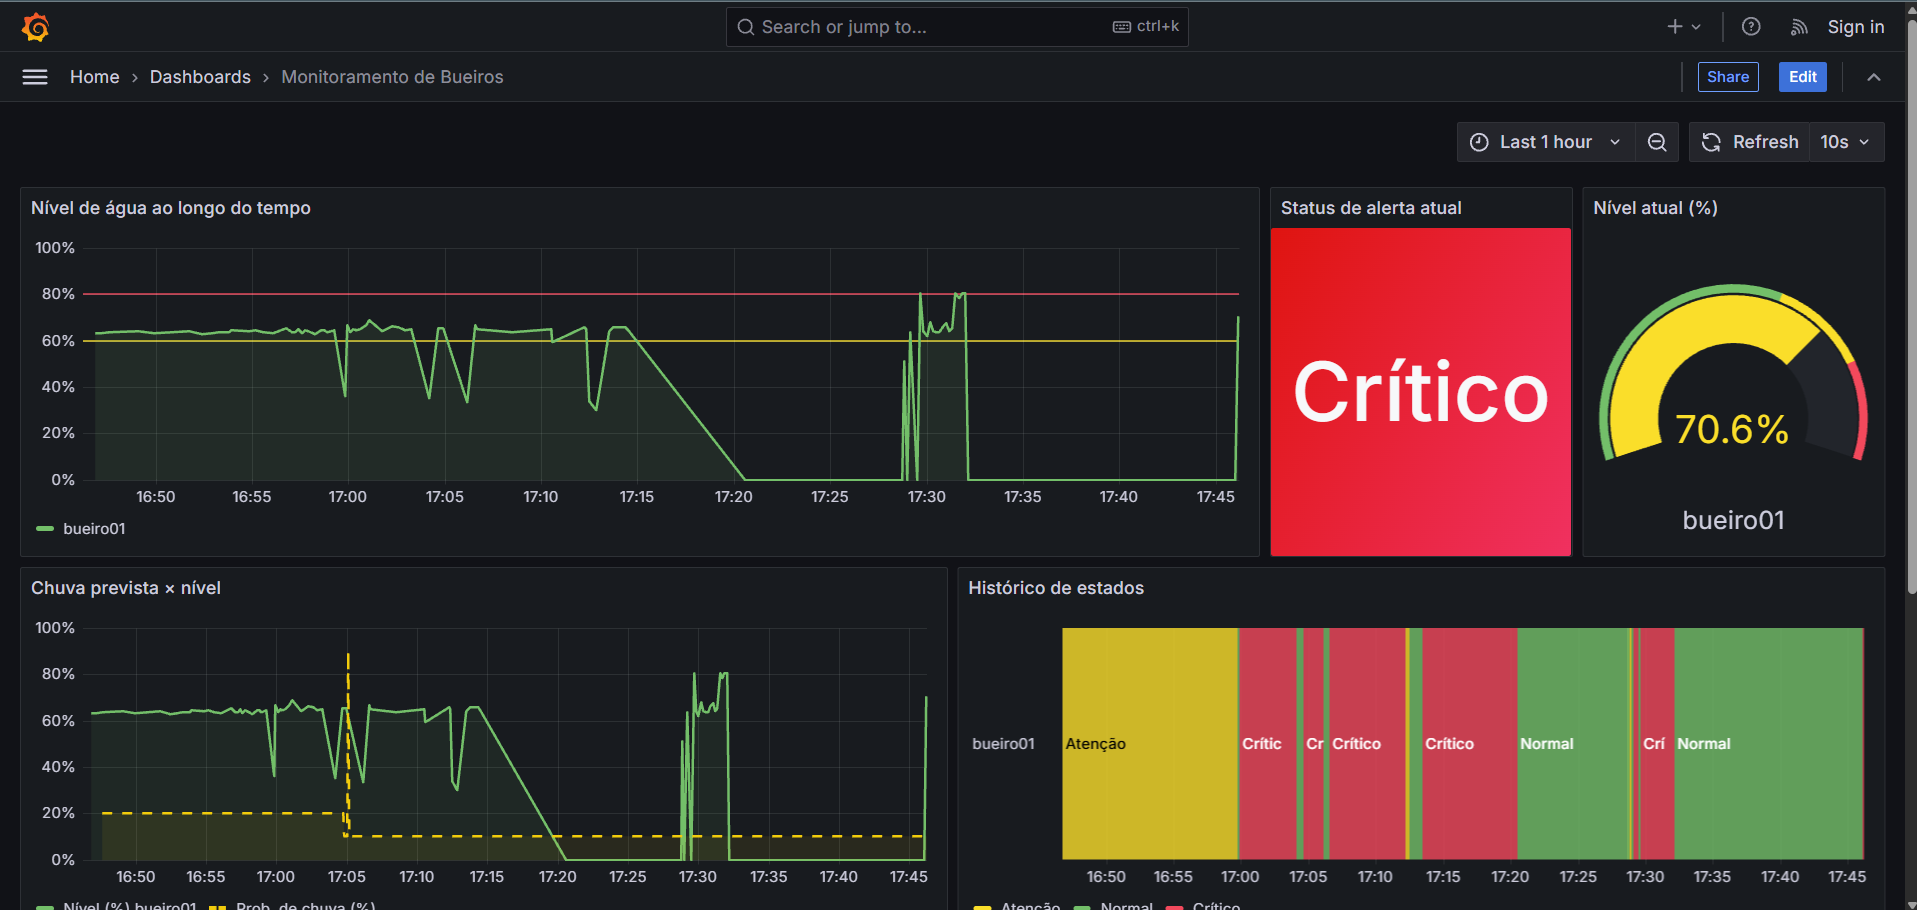 Search or jump to... ctrl+k
Sign in
Home › Dashboards › Monitoramento de Bueiros
Share Edit
Last 1 hour Refresh 10s
Nível de água ao longo do tempo
100%
80%
60%
40%
20%
0%
16:50 16:55 17:00 17:05 17:10 17:15 17:20 17:25 17:30 17:35 17:40 17:45
bueiro01
Status de alerta atual
Crítico
Nível atual (%)
70.6%
bueiro01
Chuva prevista × nível
100%
80%
60%
40%
20%
0%
16:50 16:55 17:00 17:05 17:10 17:15 17:20 17:25 17:30 17:35 17:40 17:45
Nível (%) bueiro01 Prob. de chuva (%)
Histórico de estados
bueiro01 Atenção Crític Cr Crítico Crítico Normal Crí Normal
16:50 16:55 17:00 17:05 17:10 17:15 17:20 17:25 17:30 17:35 17:40 17:45
Atenção Normal Crítico